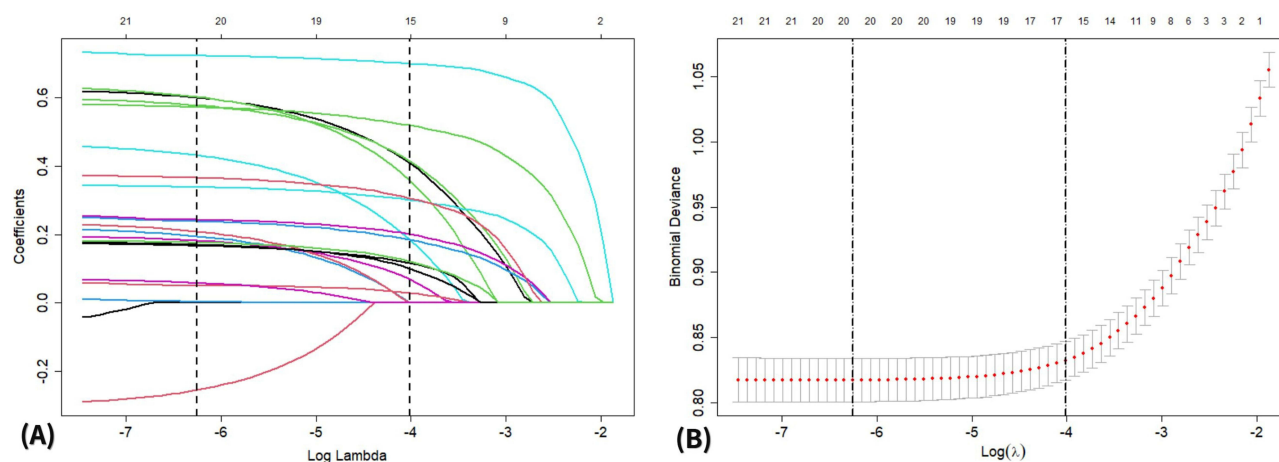 21 20 19 15 9 2
Coefficients
0.6
0.4
0.2
0.0
-0.2
-7 -6 -5 -4 -3 -2
Log Lambda
(A)
21 21 20 20 20 20 20 19 19 17 17 15 14 11 9 8 6 3 3 2 1
Binomial Deviance
1.05
1.00
0.95
0.90
0.85
0.80
-7 -6 -5 -4 -3 -2
Log(λ)
(B)